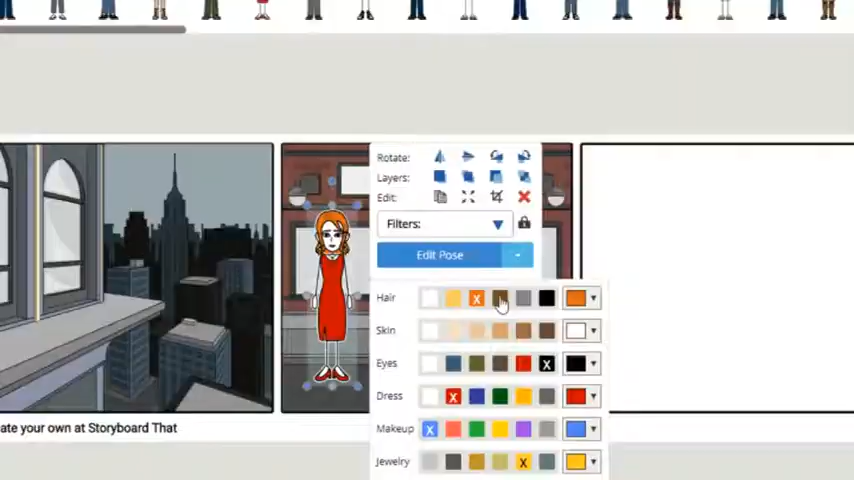 Rotate:
Layers:
Edit:
Filters:
Edit Pose
Hair X
Skin
Eyes X
Dress X
Makeup X
Jewelry X
ate your own at Storyboard That